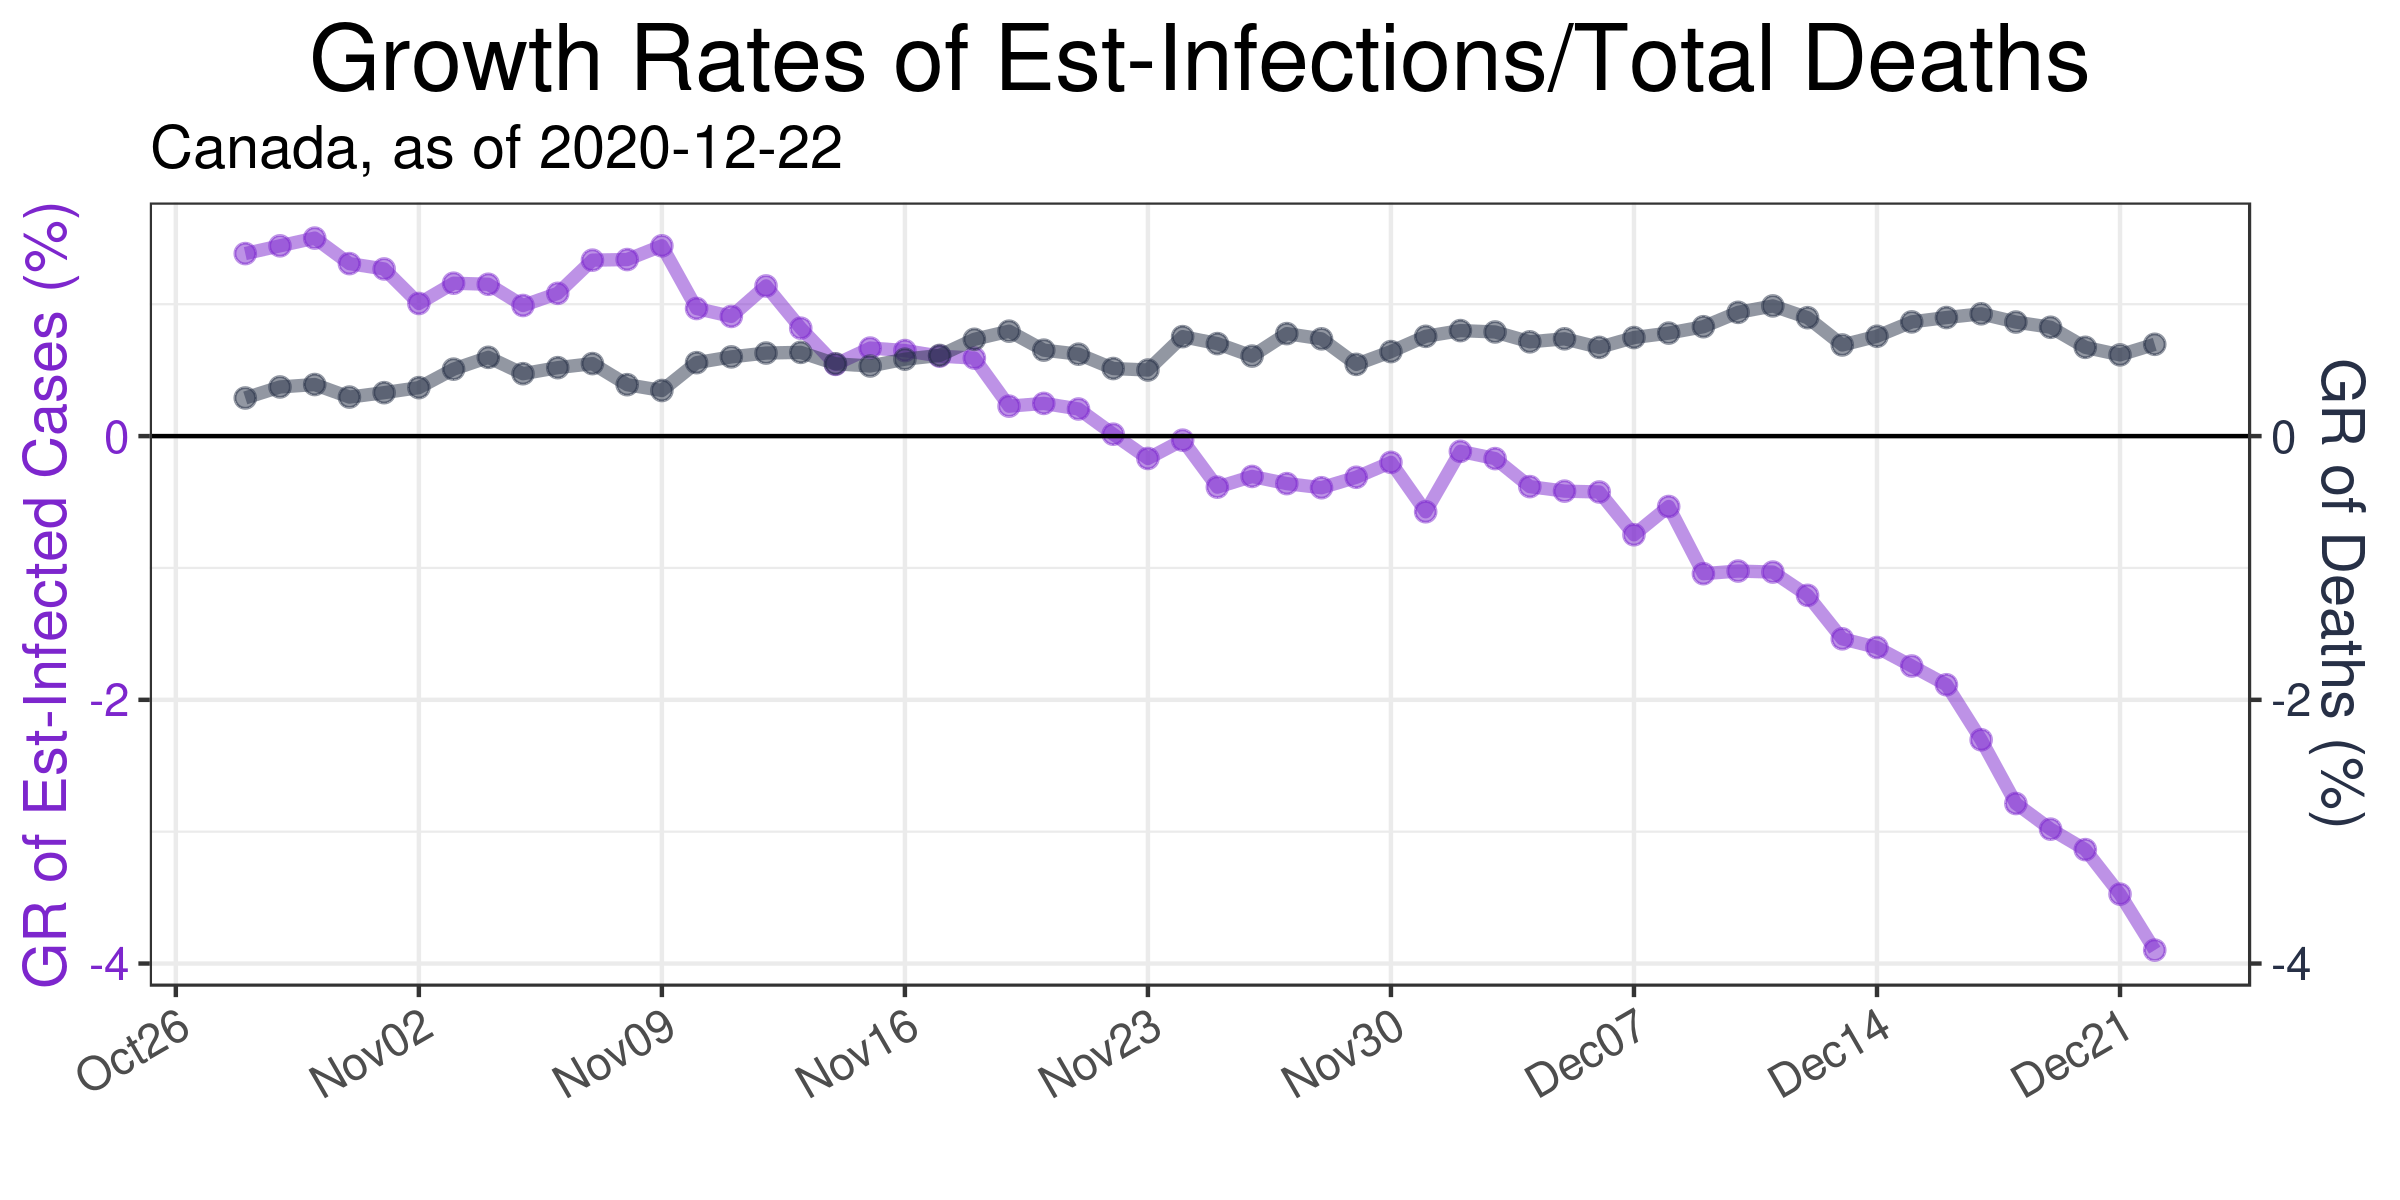 Growth Rates of Est-Infections/Total Deaths
Canada, as of 2020-12-22
GR of Est-Infected Cases (%)
0
-2
-4
0
-2
-4
GR of Deaths (%)
Oct26 Nov02 Nov09 Nov16 Nov23 Nov30 Dec07 Dec14 Dec21